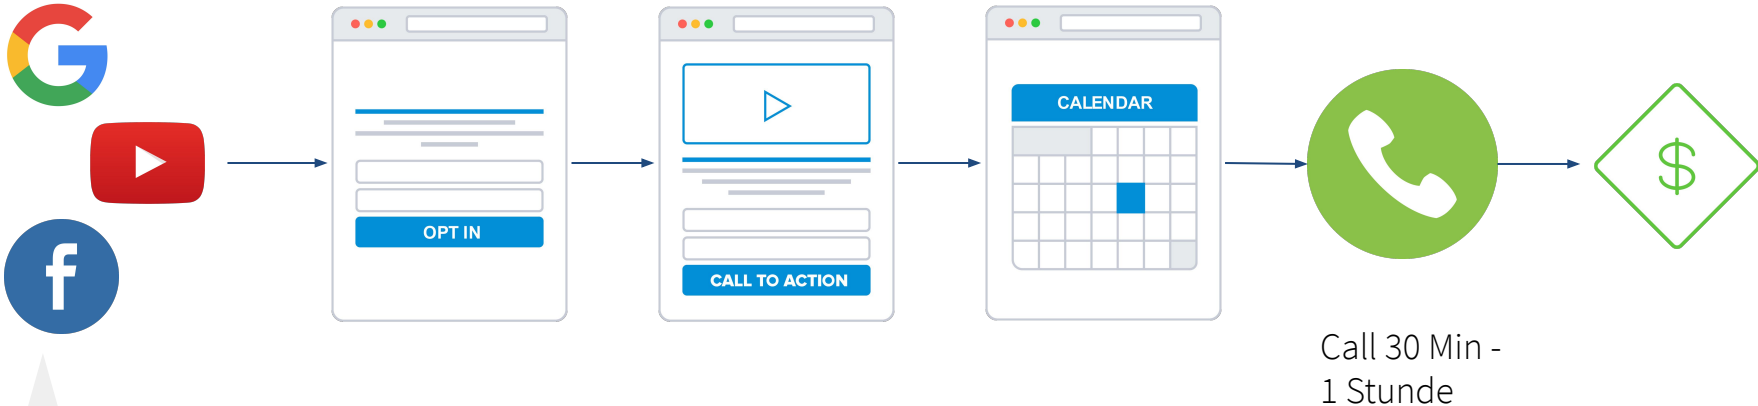 OPT IN
CALL TO ACTION
CALENDAR
Call 30 Min -
1 Stunde